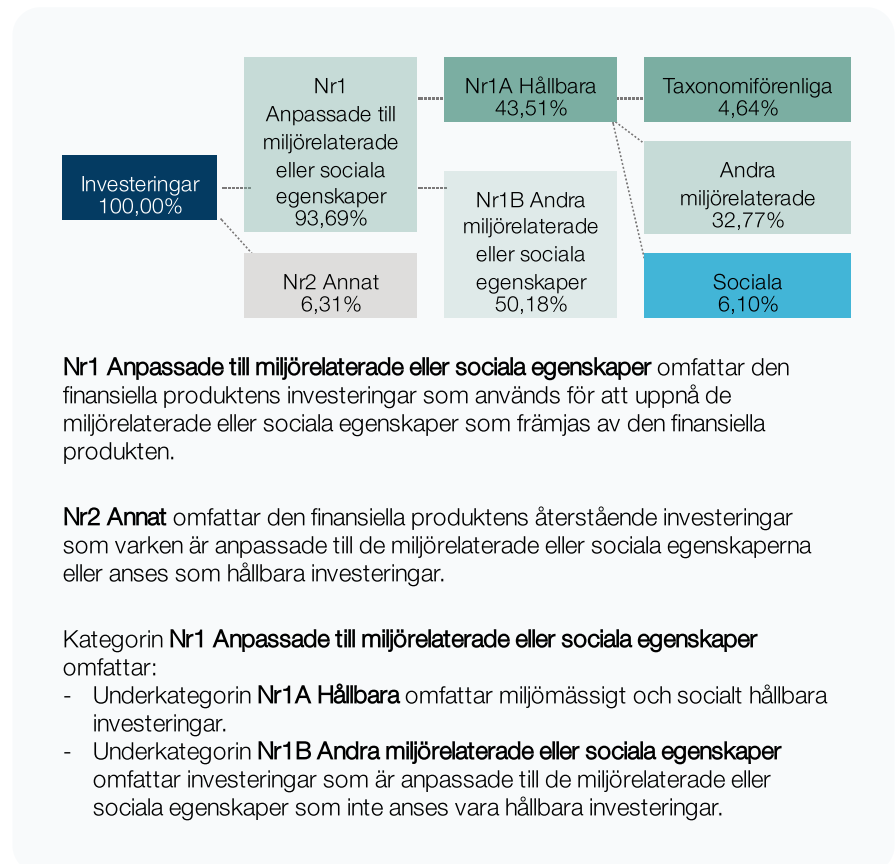 Investeringar
100,00%
Nr1
Anpassade till
miljörelaterade
eller sociala
egenskaper
93,69%
Nr2 Annat
6,31%
Nr1A Hållbara
43,51%
Nr1B Andra
miljörelaterade
eller sociala
egenskaper
50,18%
Taxonomiförenliga
4,64%
Andra
miljörelaterade
32,77%
Sociala
6,10%
Nr1 Anpassade till miljörelaterade eller sociala egenskaper omfattar den
finansiella produktens investeringar som används för att uppnå de
miljörelaterade eller sociala egenskaper som främjas av den finansiella
produkten.
Nr2 Annat omfattar den finansiella produktens återstående investeringar
som varken är anpassade till de miljörelaterade eller sociala egenskaperna
eller anses som hållbara investeringar.
Kategorin Nr1 Anpassade till miljörelaterade eller sociala egenskaper
omfattar:
- Underkategorin Nr1A Hållbara omfattar miljömässigt och socialt hållbara
investeringar.
- Underkategorin Nr1B Andra miljörelaterade eller sociala egenskaper
omfattar investeringar som är anpassade till de miljörelaterade eller
sociala egenskaper som inte anses vara hållbara investeringar.